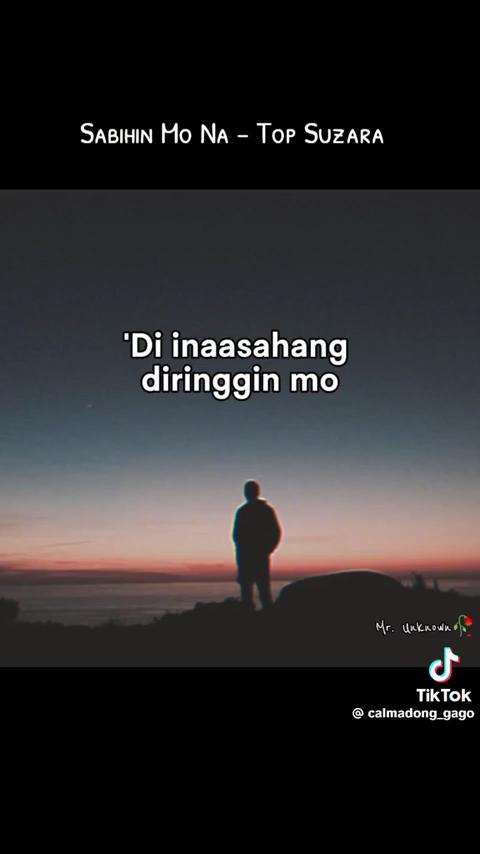 Sabihin Mo Na - Top Suzara
'Di inaasahang
diringgin mo
Mr. Unknown
TikTok
@ calmadong_gago